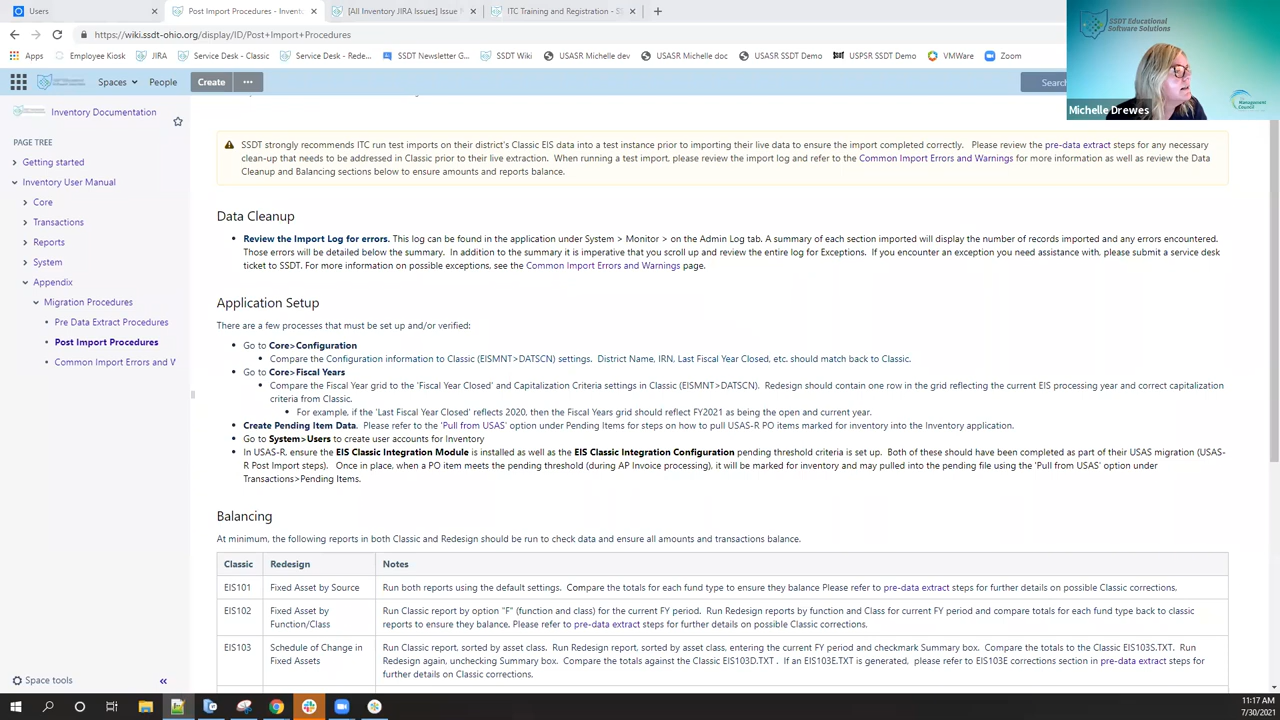 Users
Post Import Procedures - Invento
[All Inventory JIRA Issues] Issue
ITC Training and Registration - SS
https://wiki.ssdt-ohio.org/display/ID/Post+Import+Procedures
Apps
Employee Kiosk
JIRA
Service Desk - Classic
Service Desk - Rede...
SSDT Newsletter G...
SSDT Wiki
USASR Michelle dev
USASR Michelle doc
USASR SSDT Demo
USPSR SSDT Demo
VMWare
Zoom
SSDT Educational
Software Solutions
Management
Council
Michelle Drewes
Spaces
People
Create
Search
Inventory Documentation
PAGE TREE
Getting started
Inventory User Manual
Core
Transactions
Reports
System
Appendix
Migration Procedures
Pre Data Extract Procedures
Post Import Procedures
Common Import Errors and W
Space tools
SSDT strongly recommends ITC run test imports on their district's Classic EIS data into a test instance prior to importing their live data to ensure the import completed correctly. Please review the pre-data extract steps for any necessary
clean-up that needs to be addressed in Classic prior to their live extraction. When running a test import, please review the import log and refer to the Common Import Errors and Warnings for more information as well as review the Data
Cleanup and Balancing sections below to ensure amounts and reports balance.
Data Cleanup
Review the Import Log for errors. This log can be found in the application under System > Monitor > on the Admin Log tab. A summary of each section imported will display the number of records imported and any errors encountered.
Those errors will be detailed below the summary. In addition to the summary it is imperative that you scroll up and review the entire log for Exceptions. If you encounter an exception you need assistance with, please submit a service desk
ticket to SSDT. For more information on possible exceptions, see the Common Import Errors and Warnings page.
Application Setup
There are a few processes that must be set up and/or verified:
Go to Core>Configuration
Compare the Configuration information to Classic (EISMNT>DATSCN) settings. District Name, IRN, Last Fiscal Year Closed, etc. should match back to Classic.
Go to Core>Fiscal Years
Compare the Fiscal Year grid to the 'Fiscal Year Closed' and Capitalization Criteria settings in Classic (EISMNT>DATSCN). Redesign should contain one row in the grid reflecting the current EIS processing year and correct capitalization
criteria from Classic.
For example, if the 'Last Fiscal Year Closed' reflects 2020, then the Fiscal Years grid should reflect FY2021 as being the open and current year.
Create Pending Item Data. Please refer to the 'Pull from USAS' option under Pending Items for steps on how to pull USAS-R PO items marked for inventory into the Inventory application.
Go to System>Users to create user accounts for Inventory
In USAS-R, ensure the EIS Classic Integration Module is installed as well as the EIS Classic Integration Configuration pending threshold criteria is set up. Both of these should have been completed as part of their USAS migration (USAS-
R Post Import steps). Once in place, when a PO item meets the pending threshold (during AP Invoice processing), it will be marked for inventory and may pulled into the pending file using the 'Pull from USAS' option under
Transactions>Pending Items.
Balancing
At minimum, the following reports in both Classic and Redesign should be run to check data and ensure all amounts and transactions balance.
Classic Redesign Notes
EIS101 Fixed Asset by Source Run both reports using the default settings. Compare the totals for each fund type to ensure they balance Please refer to pre-data extract steps for further details on possible Classic corrections.
EIS102 Fixed Asset by Run Classic report by option "F" (function and class) for the current FY period. Run Redesign reports by function and Class for current FY period and compare totals for each fund type back to classic
Function/Class reports to ensure they balance. Please refer to pre-data extract steps for further details on possible Classic corrections.
EIS103 Schedule of Change in Run Classic report, sorted by asset class. Run Redesign report, sorted by asset class, entering the current FY period and checkmark Summary box. Compare the totals to the Classic EIS103S.TXT. Run
Fixed Assets Redesign again, unchecking Summary box. Compare the totals against the Classic EIS103D.TXT . If an EIS103E.TXT is generated, please refer to EIS103E corrections section in pre-data extract steps for
further details on Classic corrections.
11:17 AM
7/30/2021